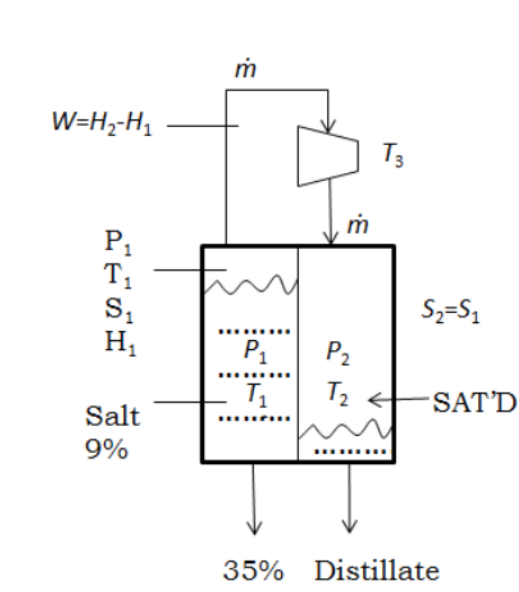 ṁ
W=H₂-H₁
T₃
ṁ
P₁
T₁
S₁
H₁
S₂=S₁
P₁
P₂
T₁
T₂
SAT'D
Salt
9%
35% Distillate